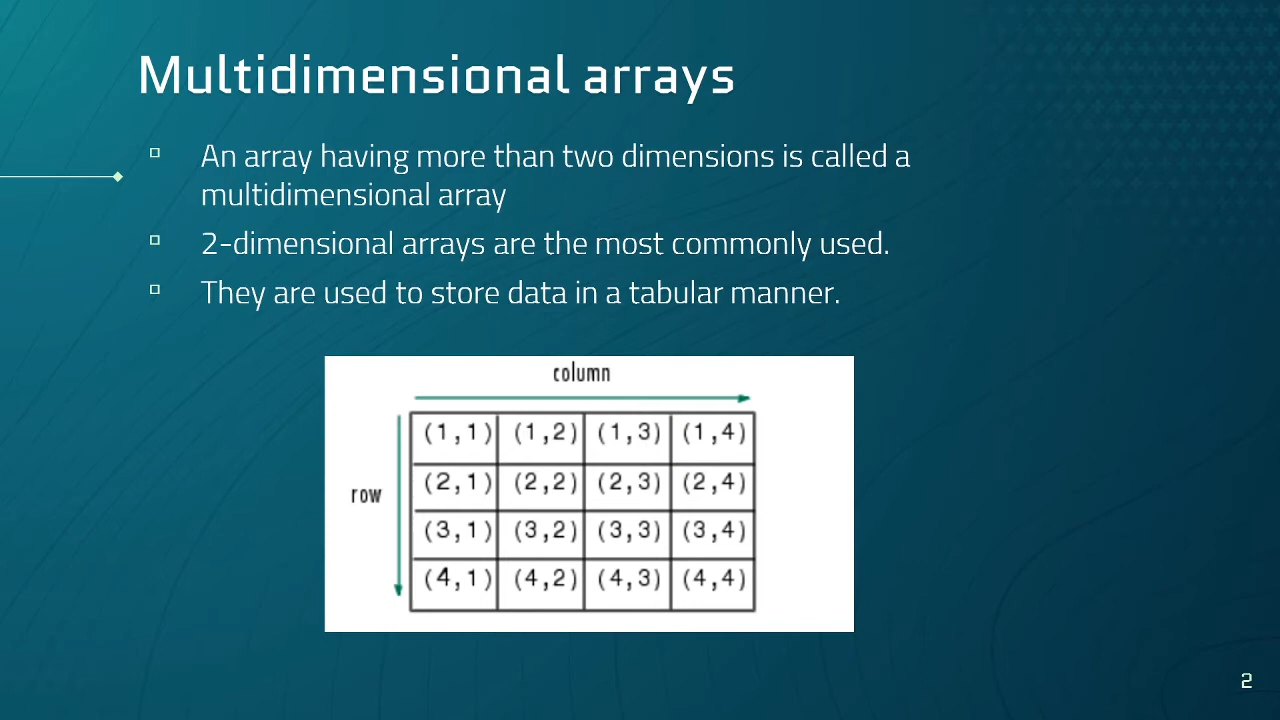 Multidimensional arrays
An array having more than two dimensions is called a
multidimensional array
2-dimensional arrays are the most commonly used.
They are used to store data in a tabular manner.
column
(1,1) (1,2) (1,3) (1,4)
(2,1) (2,2) (2,3) (2,4)
row
(3,1) (3,2) (3,3) (3,4)
(4,1) (4,2) (4,3) (4,4)
2